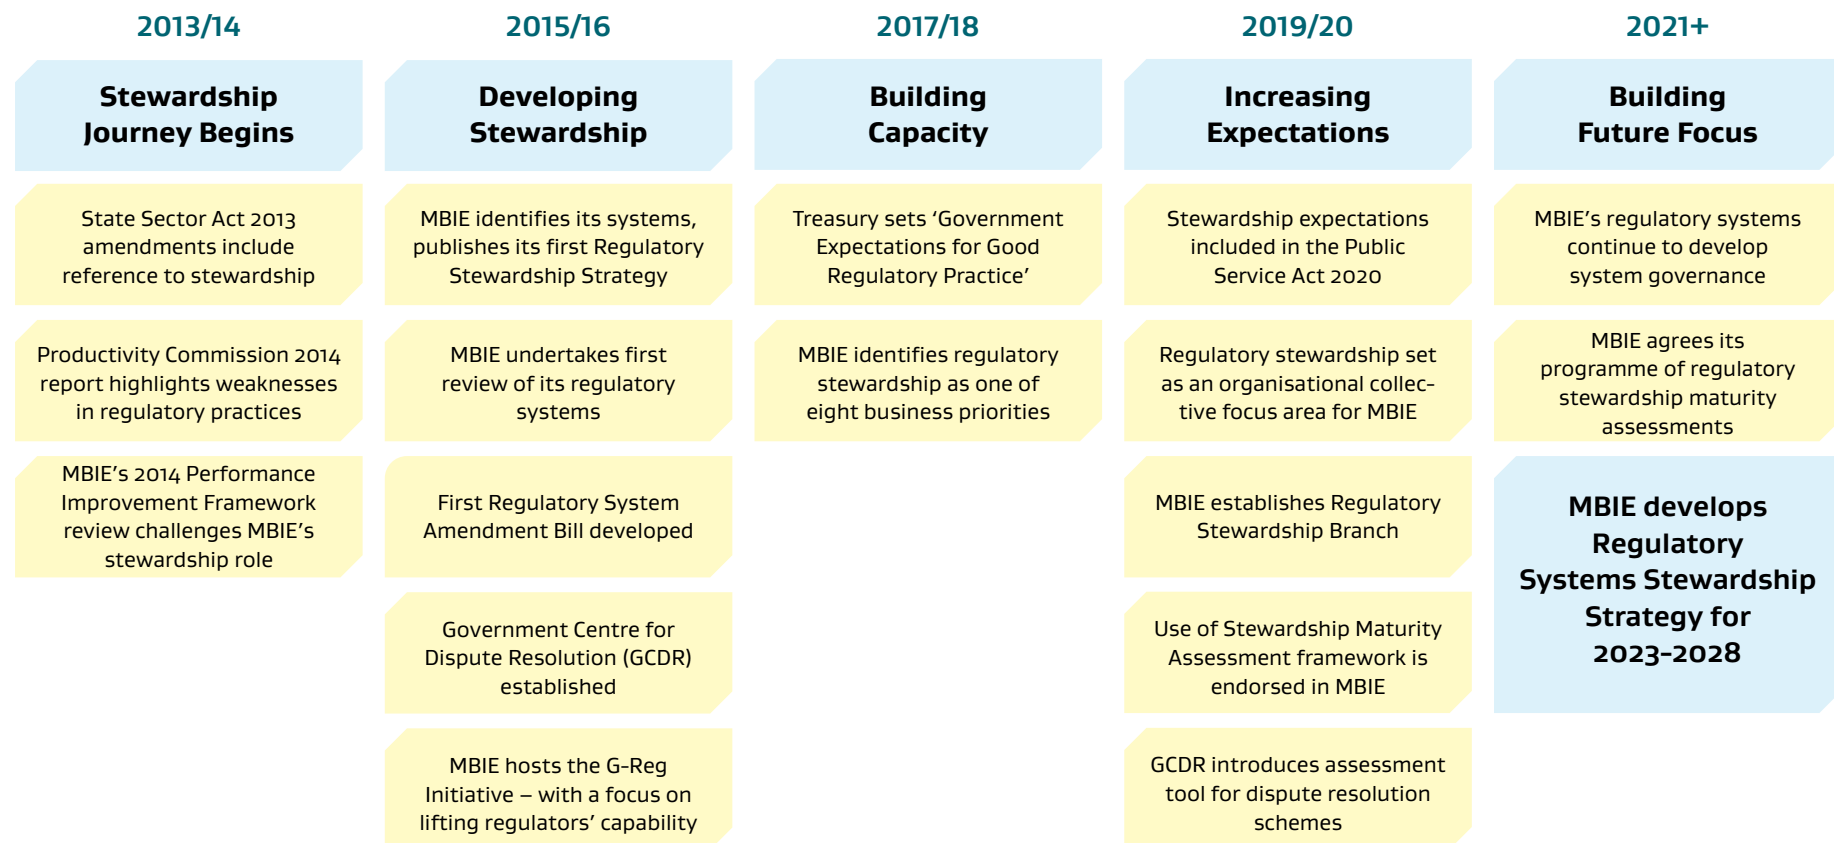 2013/14
Stewardship
Journey Begins
State Sector Act 2013
amendments include
reference to stewardship
Productivity Commission 2014
report highlights weaknesses
in regulatory practices
MBIE's 2014 Performance
Improvement Framework
review challenges MBIE's
stewardship role
2015/16
Developing
Stewardship
MBIE identifies its systems,
publishes its first Regulatory
Stewardship Strategy
MBIE undertakes first
review of its regulatory
systems
First Regulatory System
Amendment Bill developed
Government Centre for
Dispute Resolution (GCDR)
established
MBIE hosts the G-Reg
Initiative – with a focus on
lifting regulators' capability
2017/18
Building
Capacity
Treasury sets 'Government
Expectations for Good
Regulatory Practice'
MBIE identifies regulatory
stewardship as one of
eight business priorities
2019/20
Increasing
Expectations
Stewardship expectations
included in the Public
Service Act 2020
Regulatory stewardship set
as an organisational collec-
tive focus area for MBIE
MBIE establishes Regulatory
Stewardship Branch
Use of Stewardship Maturity
Assessment framework is
endorsed in MBIE
GCDR introduces assessment
tool for dispute resolution
schemes
2021+
Building
Future Focus
MBIE's regulatory systems
continue to develop
system governance
MBIE agrees its
programme of regulatory
stewardship maturity
assessments
MBIE develops
Regulatory
Systems Stewardship
Strategy for
2023–2028